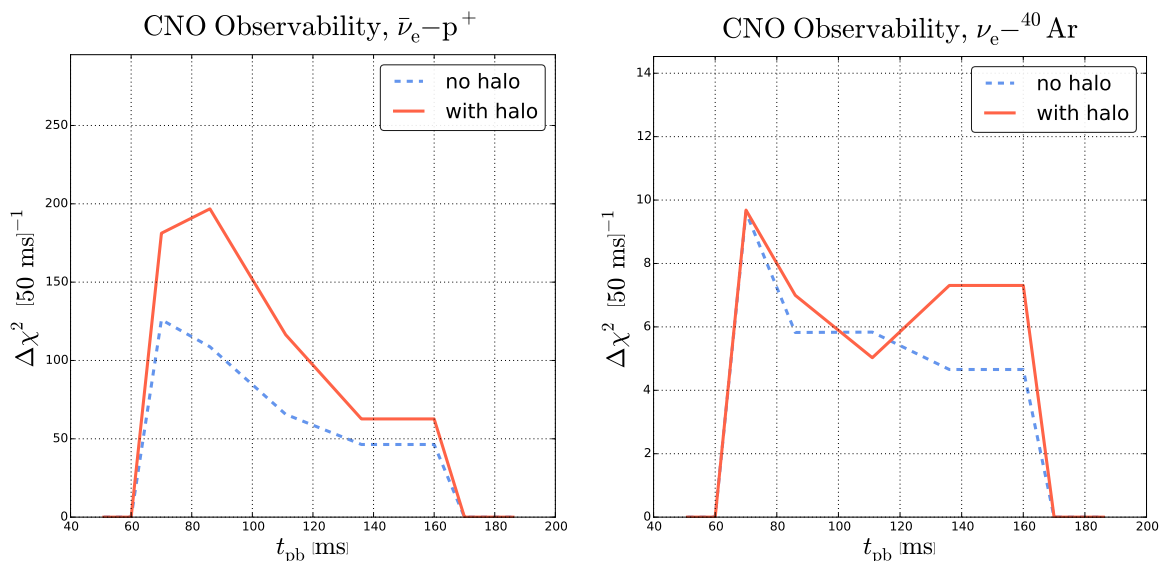 CNO Observability, ν̄ₑ−p⁺
no halo
with halo
Δχ² [50 ms]⁻¹
250
200
150
100
50
0
40 60 80 100 120 140 160 180 200
t_pb [ms]
CNO Observability, νₑ−⁴⁰Ar
no halo
with halo
Δχ² [50 ms]⁻¹
14
12
10
8
6
4
2
0
40 60 80 100 120 140 160 180 200
t_pb [ms]